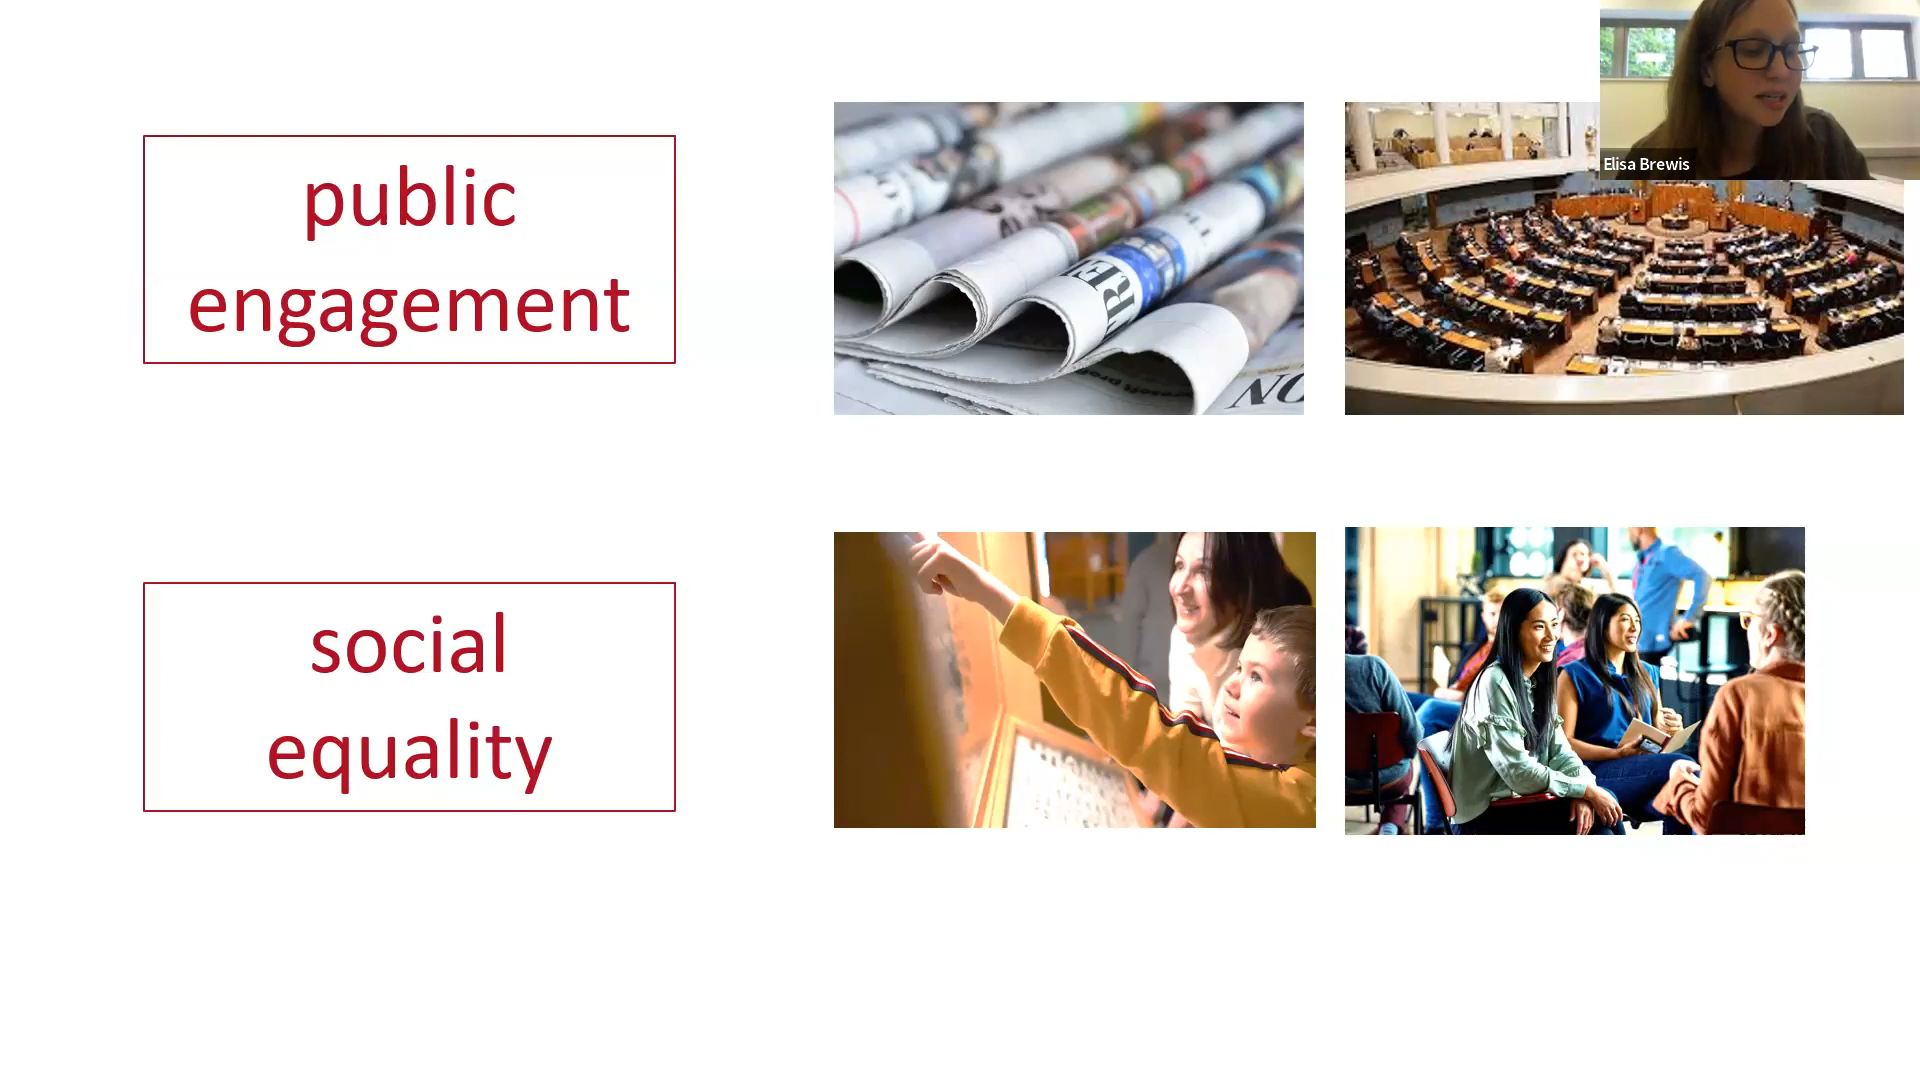 public
engagement
Elisa Brewis
social
equality